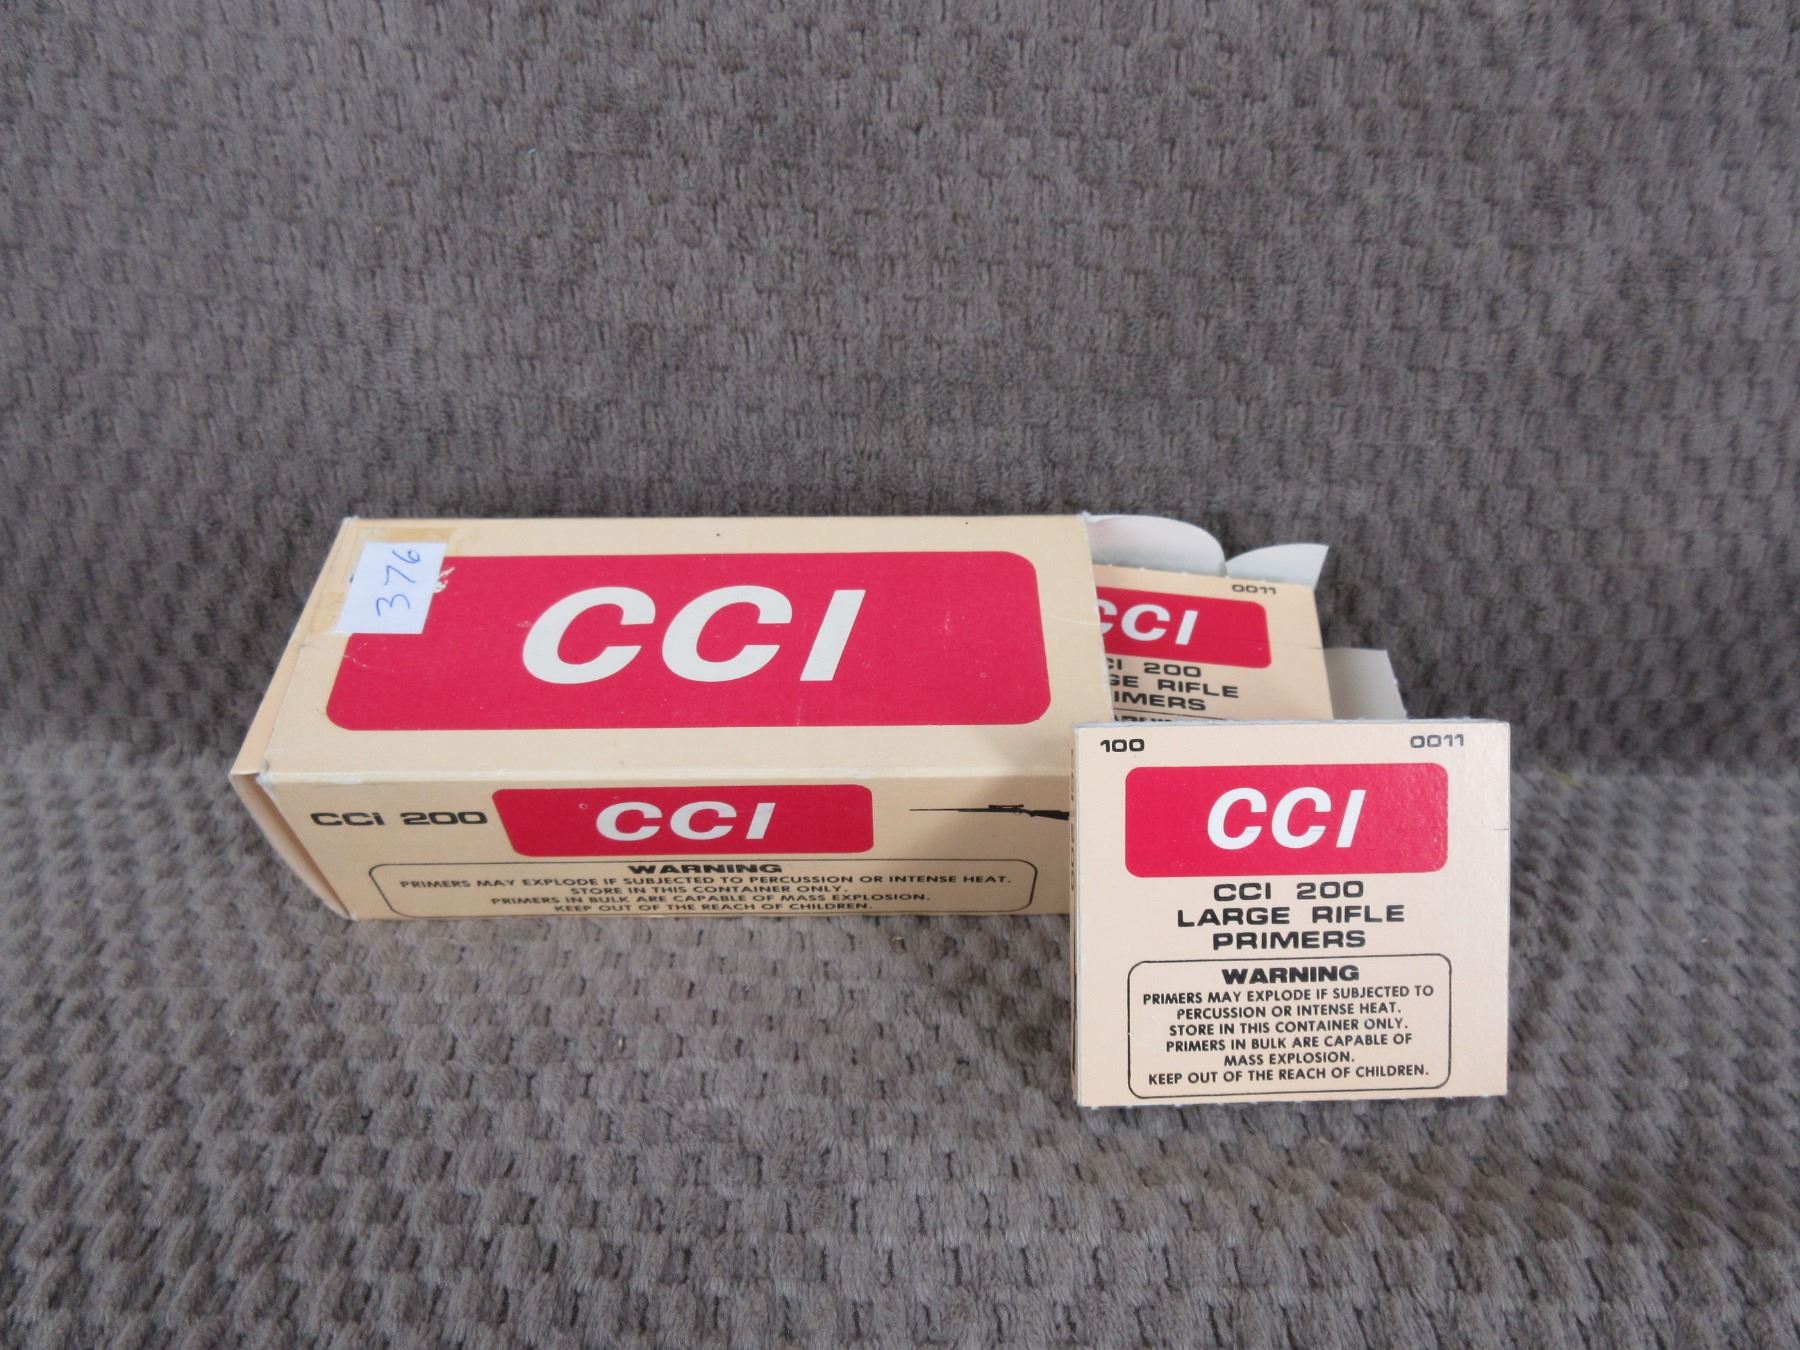 376
CCI
CCI 200
CCI
WARNING
PRIMERS MAY EXPLODE IF SUBJECTED TO PERCUSSION OR INTENSE HEAT.
STORE IN THIS CONTAINER ONLY.
PRIMERS IN BULK ARE CAPABLE OF MASS EXPLOSION.
KEEP OUT OF THE REACH OF CHILDREN.
0011
CCI
CI 200
GE RIFLE
IMERS
100 0011
CCI
CCI 200
LARGE RIFLE
PRIMERS
WARNING
PRIMERS MAY EXPLODE IF SUBJECTED TO
PERCUSSION OR INTENSE HEAT.
STORE IN THIS CONTAINER ONLY.
PRIMERS IN BULK ARE CAPABLE OF
MASS EXPLOSION.
KEEP OUT OF THE REACH OF CHILDREN.